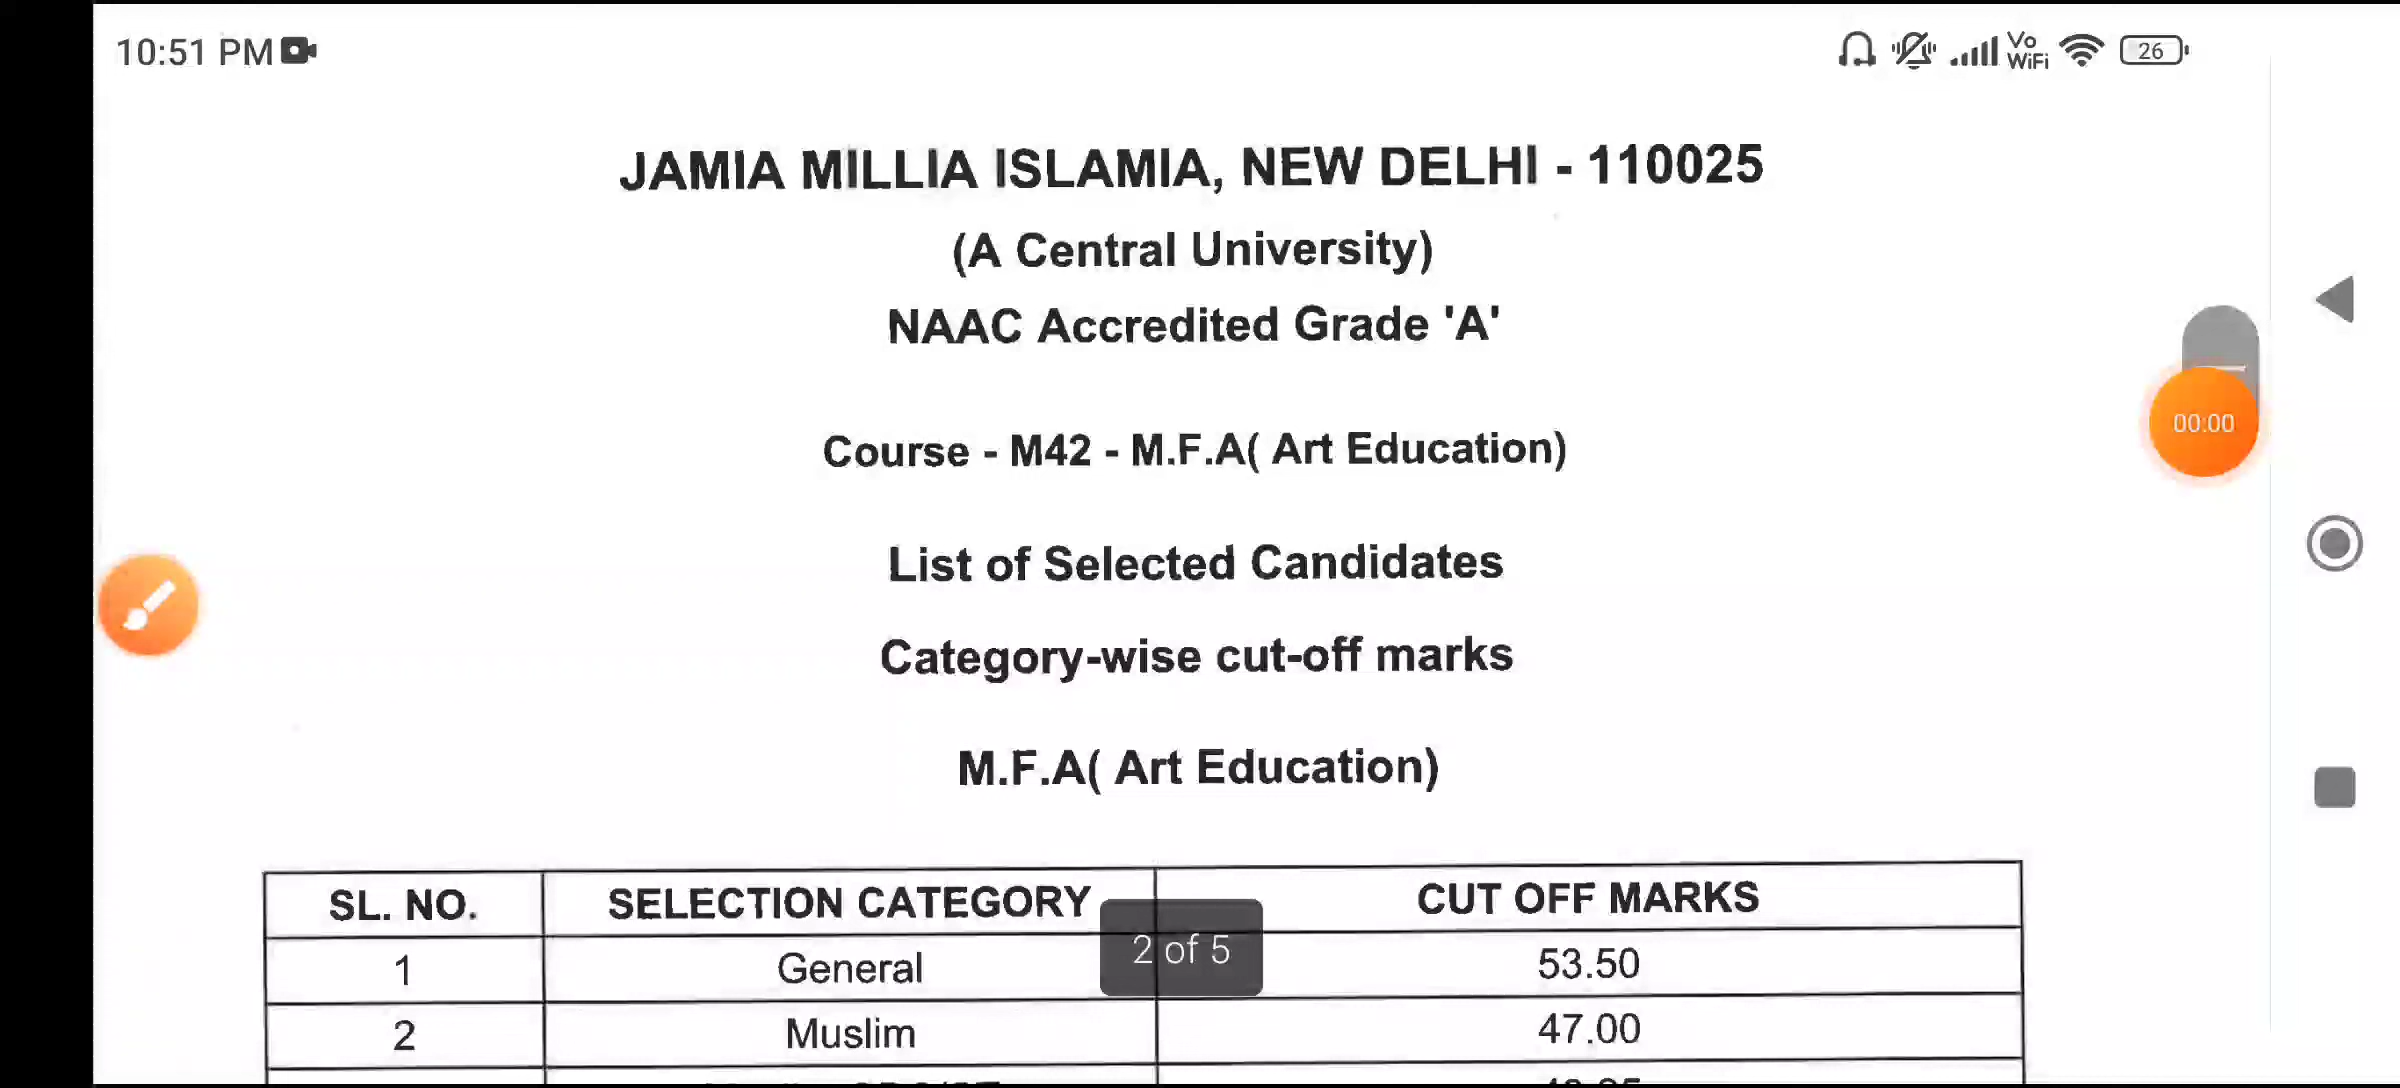 10:51 PM
Vo
WiFi
26
JAMIA MILLIA ISLAMIA, NEW DELHI - 110025
(A Central University)
NAAC Accredited Grade 'A'
00:00
Course - M42 - M.F.A( Art Education)
List of Selected Candidates
Category-wise cut-off marks
M.F.A( Art Education)
SL. NO. SELECTION CATEGORY CUT OFF MARKS
1 General 53.50
2 of 5
2 Muslim 47.00